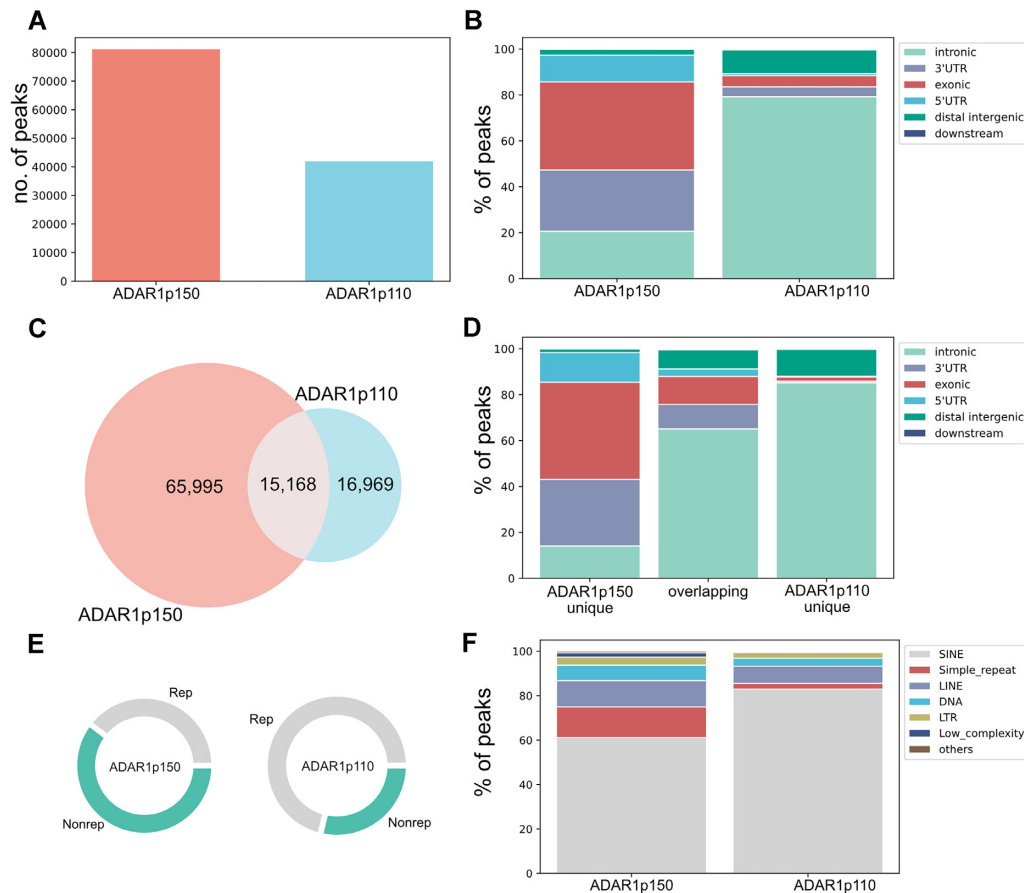 A
no. of peaks
80000
70000
60000
50000
40000
30000
20000
10000
0
ADAR1p150
ADAR1p110
B
% of peaks
100
80
60
40
20
0
ADAR1p150
ADAR1p110
intronic
3'UTR
exonic
5'UTR
distal intergenic
downstream
C
ADAR1p110
65,995
15,168
16,969
ADAR1p150
D
% of peaks
100
80
60
40
20
0
ADAR1p150
unique
overlapping
ADAR1p110
unique
intronic
3'UTR
exonic
5'UTR
distal intergenic
downstream
E
Rep
ADAR1p150
Nonrep
Rep
ADAR1p110
Nonrep
F
% of peaks
100
80
60
40
20
0
ADAR1p150
ADAR1p110
SINE
Simple_repeat
LINE
DNA
LTR
Low_complexity
others